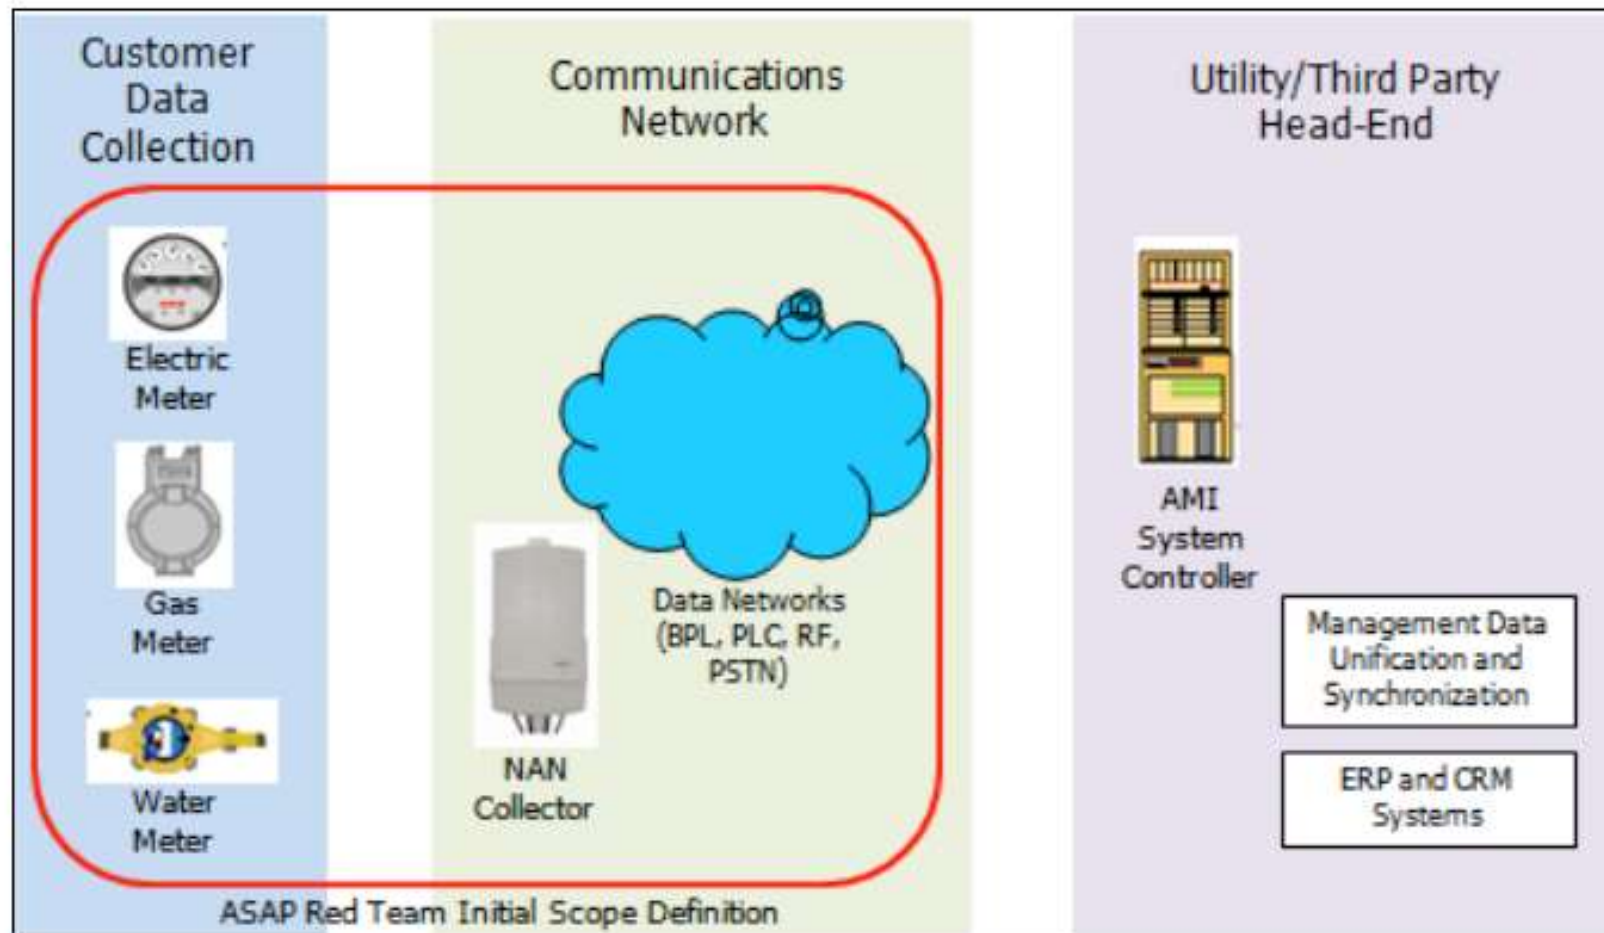 Customer
Data
Collection
Communications
Network
Utility/Third Party
Head-End
Electric
Meter
Gas
Meter
Water
Meter
NAN
Collector
Data Networks
(BPL, PLC, RF,
PSTN)
AMI
System
Controller
Management Data
Unification and
Synchronization
ERP and CRM
Systems
ASAP Red Team Initial Scope Definition